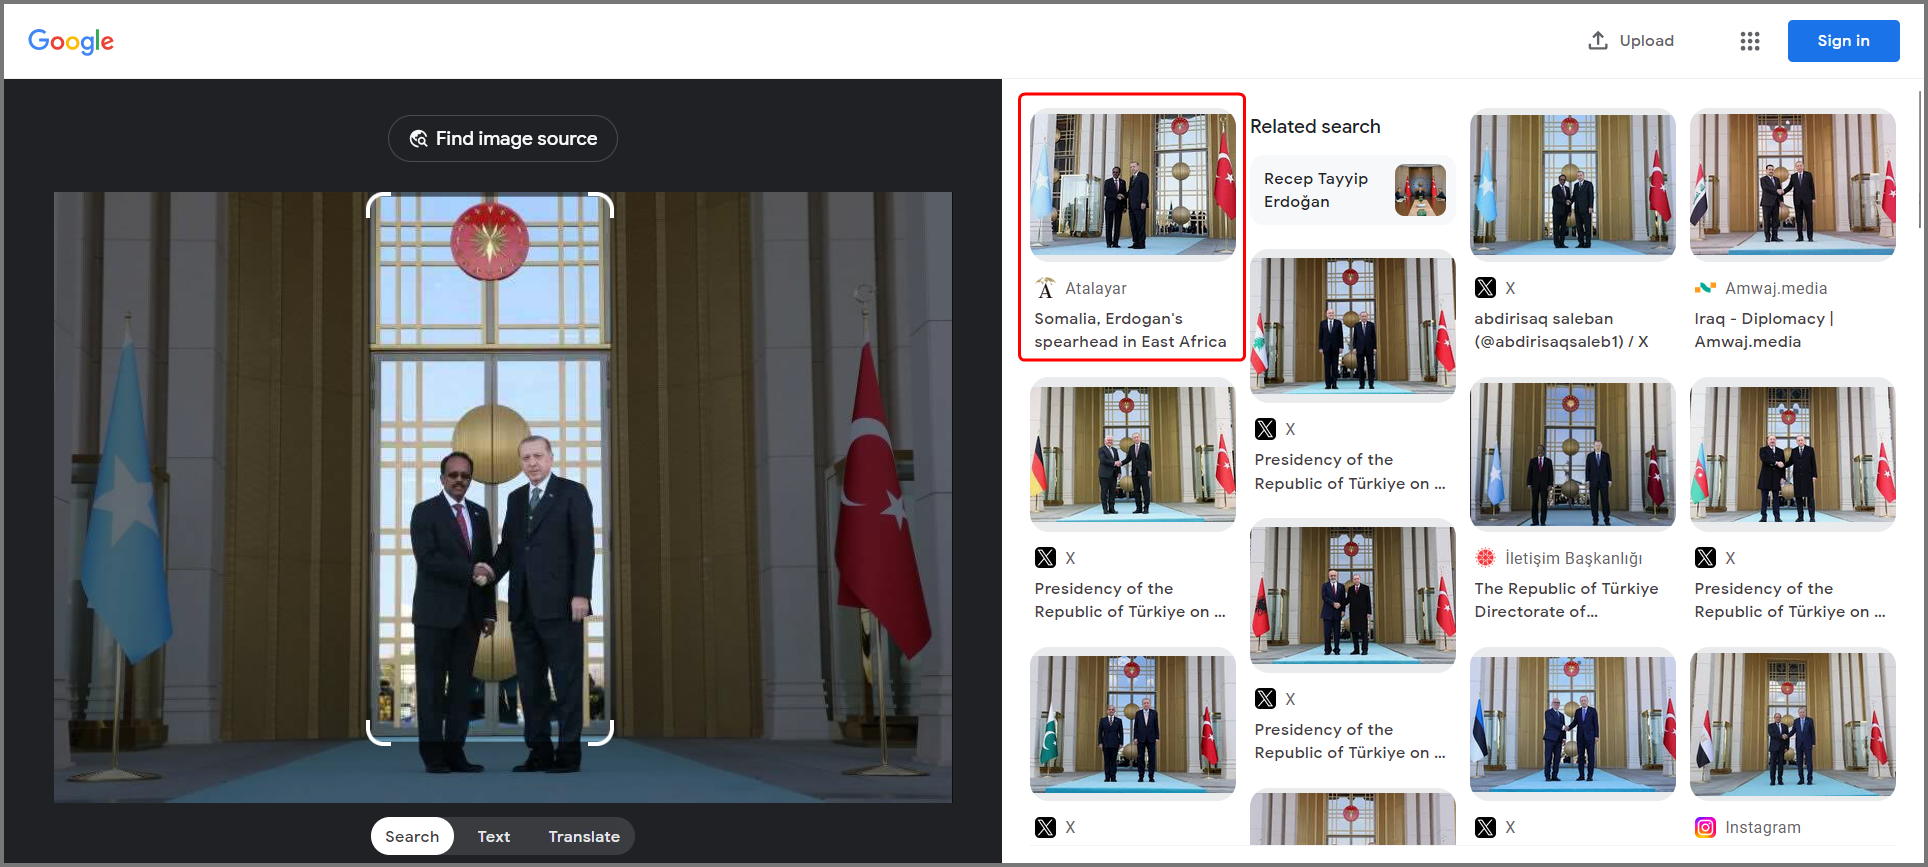 Google
Upload
Sign in
Find image source
Search
Text
Translate
Atalayar
Somalia, Erdogan's
spearhead in East Africa
Related search
Recep Tayyip
Erdoğan
X
abdirisaq saleban
(@abdirisaqsaleb1) / X
Amwaj.media
Iraq - Diplomacy |
Amwaj.media
X
Presidency of the
Republic of Türkiye on ...
X
Presidency of the
Republic of Türkiye on ...
İletişim Başkanlığı
The Republic of Türkiye
Directorate of...
X
Presidency of the
Republic of Türkiye on ...
X
Presidency of the
Republic of Türkiye on ...
X
X
Instagram